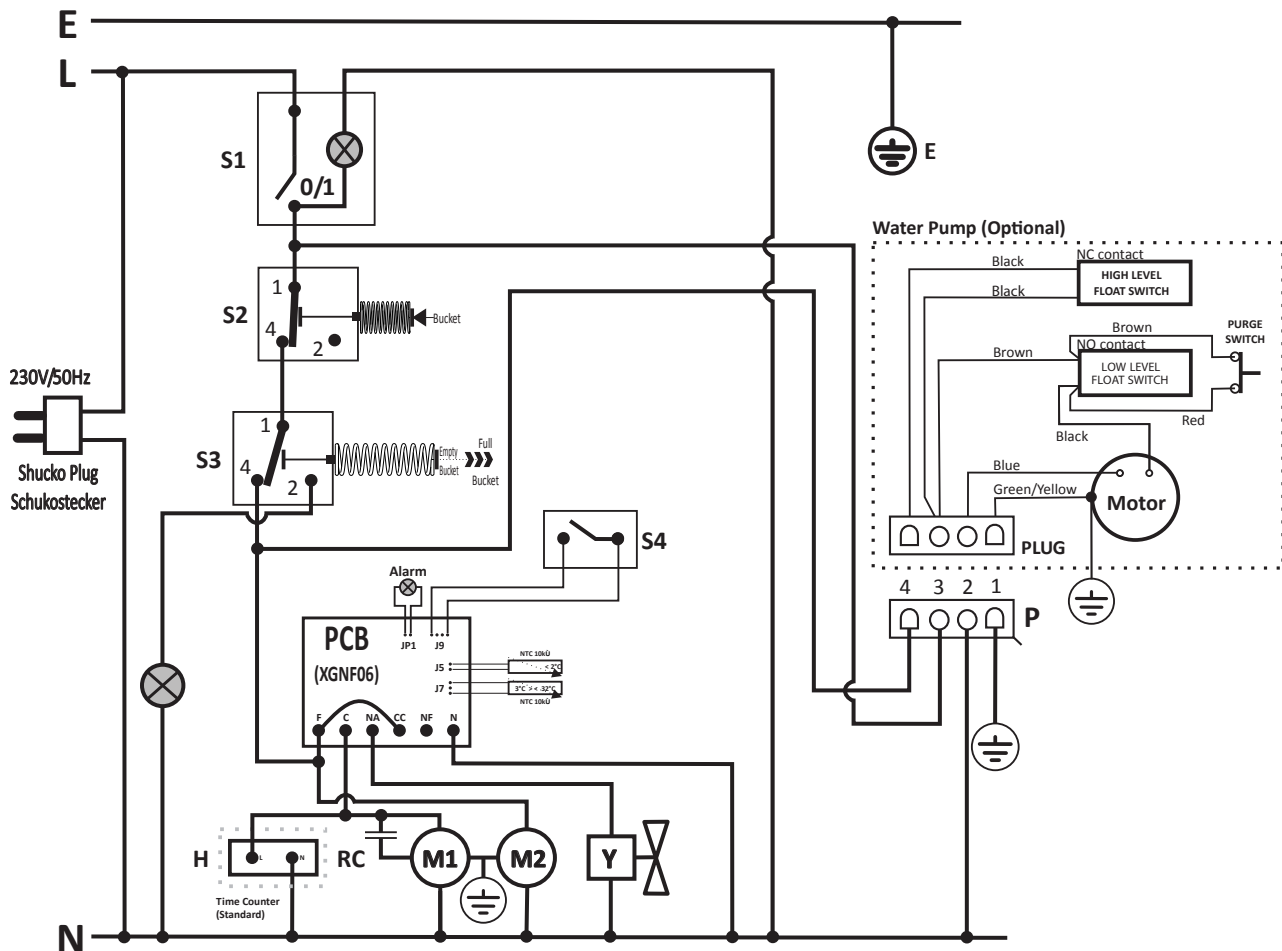 E
L
S1
0/1
E
Water Pump (Optional)
Black
NC contact
HIGH LEVEL
FLOAT SWITCH
Black
S2
1
4
2
Bucket
Brown
PURGE
SWITCH
Brown
NO contact
LOW LEVEL
FLOAT SWITCH
Red
Black
230V/50Hz
Shucko Plug
Schukostecker
S3
1
4
2
Empty
Bucket
Full
Bucket
Blue
Green/Yellow
Motor
PLUG
S4
4 3 2 1
P
Alarm
PCB
(XGNF06)
JP1
J9
J5
J7
NTC 10kÙ
< 2°C
3°C > < 32°C
NTC 10kÙ
F C NA CC NF N
H
L
N
RC
M1
M2
Y
Time Counter
(Standard)
N